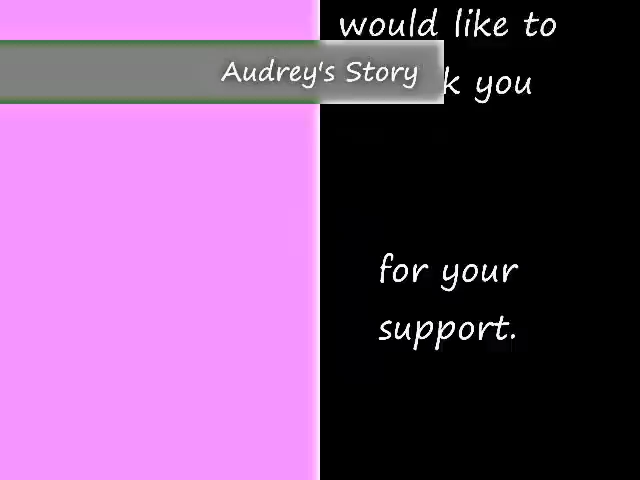 would like to
Audrey's Story
k you
for your
support.